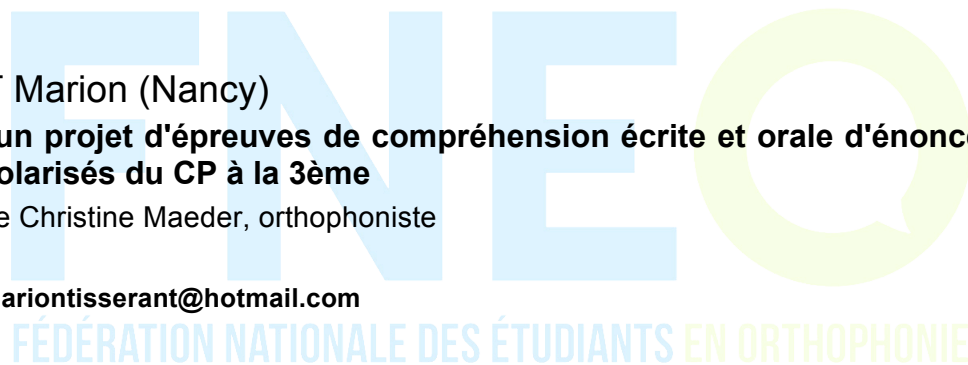 FNEO
Marion (Nancy)
un projet d'épreuves de compréhension écrite et orale d'énonc
olarisés du CP à la 3ème
e Christine Maeder, orthophoniste
ariontisserant@hotmail.com
FÉDÉRATION NATIONALE DES ÉTUDIANTS EN ORTHOPHONIE